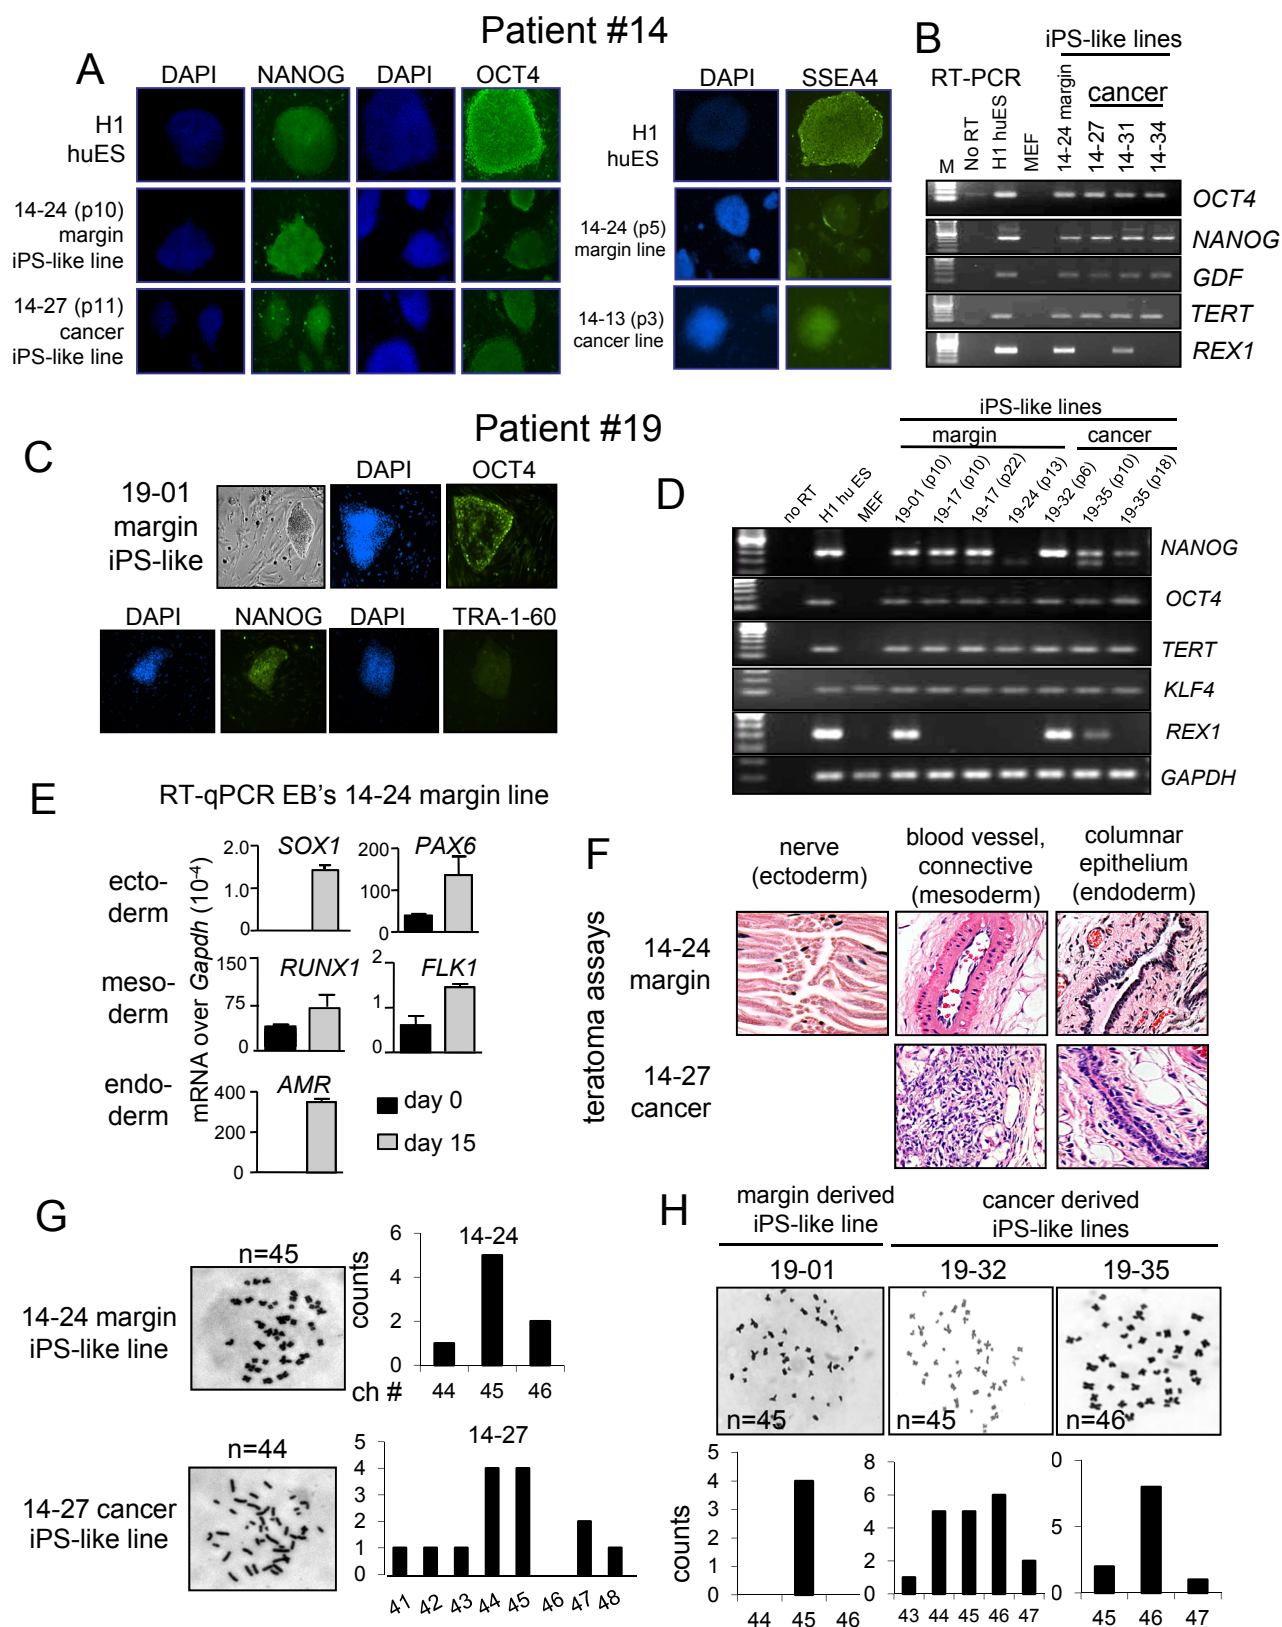 Patient #14
A
DAPI NANOG DAPI OCT4
H1
huES
14-24 (p10)
margin
iPS-like line
14-27 (p11)
cancer
iPS-like line
DAPI SSEA4
H1
huES
14-24 (p5)
margin line
14-13 (p3)
cancer line
B
iPS-like lines
RT-PCR
cancer
M
No RT
H1 huES
MEF
14-24 margin
14-27
14-31
14-34
OCT4
NANOG
GDF
TERT
REX1
Patient #19
C
19-01
margin
iPS-like
DAPI OCT4
DAPI NANOG DAPI TRA-1-60
D
iPS-like lines
margin cancer
no RT
H1 hu ES
MEF
19-01 (p10)
19-17 (p10)
19-17 (p22)
19-24 (p13)
19-32 (p6)
19-35 (p10)
19-35 (p18)
NANOG
OCT4
TERT
KLF4
REX1
GAPDH
E
RT-qPCR EB's 14-24 margin line
ecto-
derm
meso-
derm
endo-
derm
mRNA over Gapdh (10-4)
SOX1
2.0
1.0
0
PAX6
200
100
0
RUNX1
150
75
0
FLK1
2
1
0
AMR
400
200
0
day 0
day 15
F
teratoma assays
nerve
(ectoderm)
blood vessel,
connective
(mesoderm)
columnar
epithelium
(endoderm)
14-24
margin
14-27
cancer
G
n=45
14-24 margin
iPS-like line
14-24
counts
6
4
2
0
ch # 44 45 46
n=44
14-27 cancer
iPS-like line
14-27
5
4
3
2
1
0
41 42 43 44 45 46 47 48
H
margin derived
iPS-like line
cancer derived
iPS-like lines
19-01 19-32 19-35
n=45 n=45 n=46
counts
5
4
3
2
1
0
44 45 46
8
6
4
2
0
43 44 45 46 47
0
5
0
45 46 47